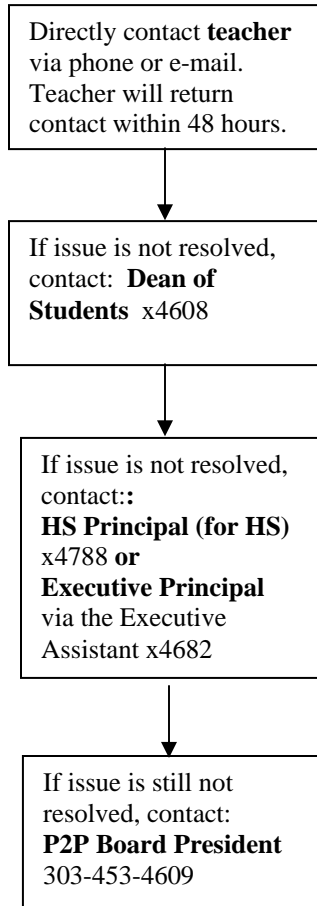 Directly contact teacher
via phone or e-mail.
Teacher will return
contact within 48 hours.
If issue is not resolved,
contact: Dean of
Students x4608
If issue is not resolved,
contact::
HS Principal (for HS)
x4788 or
Executive Principal
via the Executive
Assistant x4682
If issue is still not
resolved, contact:
P2P Board President
303-453-4609